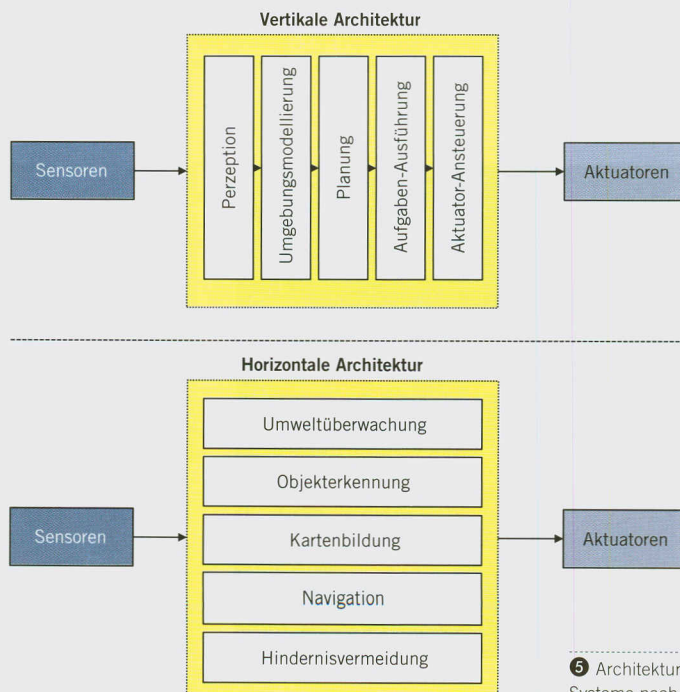 Vertikale Architektur
Sensoren
Perzeption
Umgebungsmodellierung
Planung
Aufgaben-Ausführung
Aktuator-Ansteuerung
Aktuatoren
Horizontale Architektur
Umweltüberwachung
Objekterkennung
Sensoren
Kartenbildung
Aktuatoren
Navigation
Hindernisvermeidung
5 Architektur